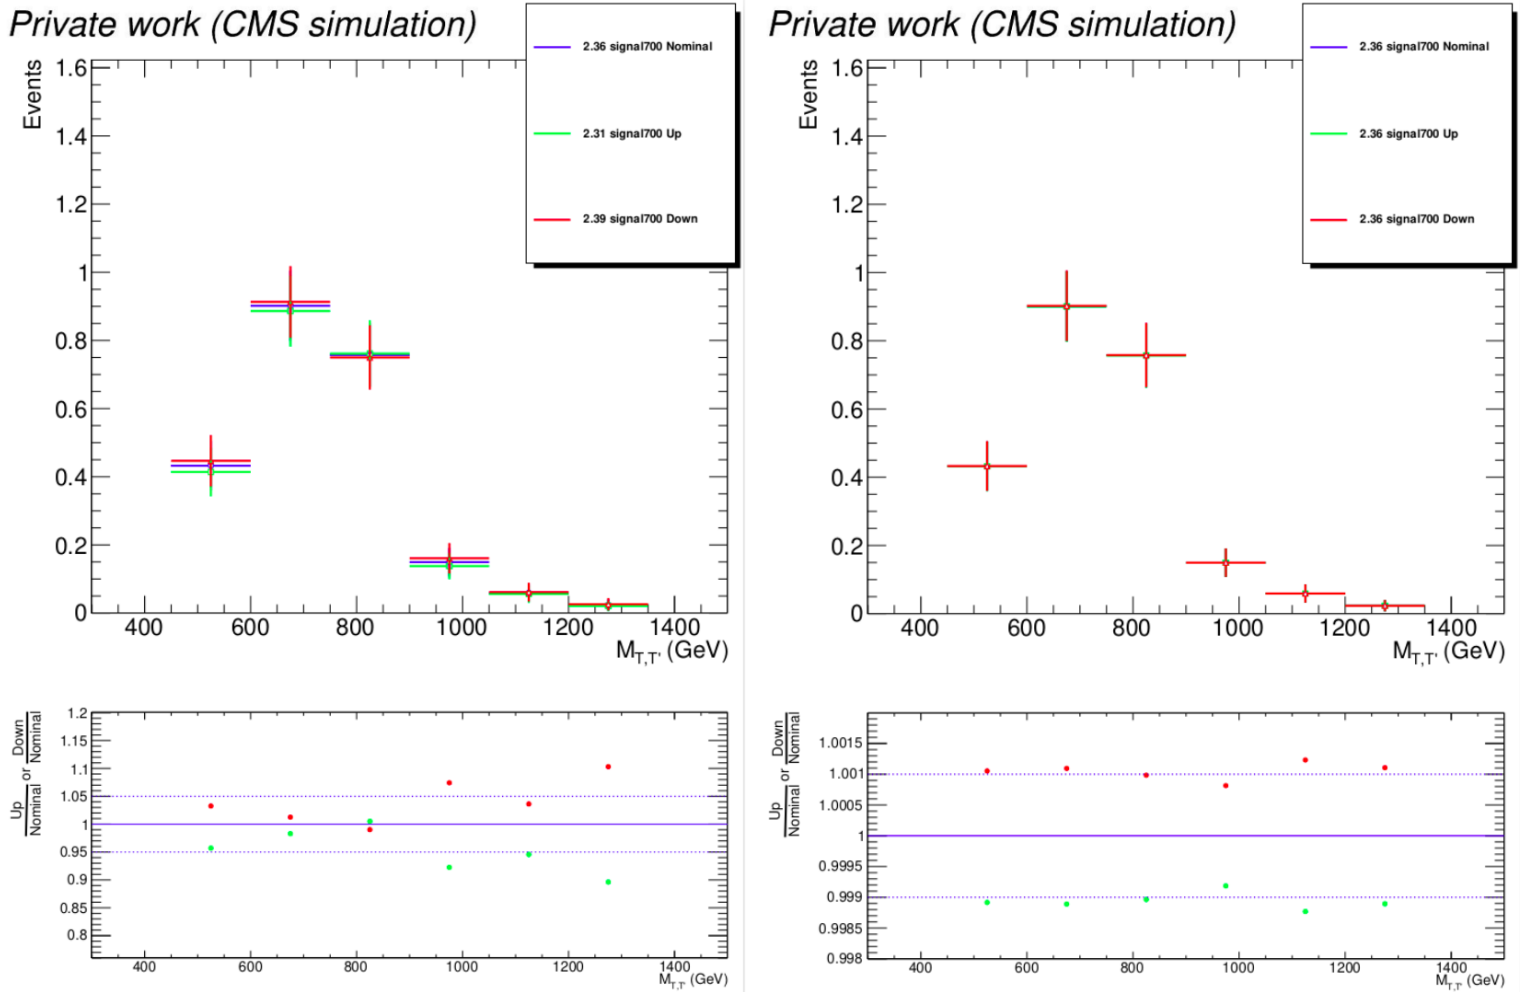 Private work (CMS simulation)
2.36 signal700 Nominal
2.31 signal700 Up
2.39 signal700 Down
Events
1.6
1.4
1.2
1
0.8
0.6
0.4
0.2
0
400 600 800 1000 1200 1400
M_T,T' (GeV)
Up/Nominal or Down/Nominal
1.2
1.15
1.1
1.05
1
0.95
0.9
0.85
0.8
400 600 800 1000 1200 1400
M_T,T' (GeV)
Private work (CMS simulation)
2.36 signal700 Nominal
2.36 signal700 Up
2.36 signal700 Down
Events
1.6
1.4
1.2
1
0.8
0.6
0.4
0.2
0
400 600 800 1000 1200 1400
M_T,T' (GeV)
Up/Nominal or Down/Nominal
1.0015
1.001
1.0005
1
0.9995
0.999
0.9985
0.998
400 600 800 1000 1200 1400
M_T,T' (GeV)